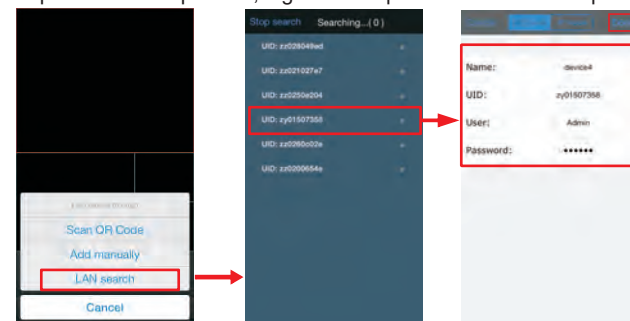 Scan QR Code
Add manually
LAN search
Cancel
Stop search Searching...( 0 )
UID: zz028049ed
UID: zz021027e7
UID: zz0250e204
UID: zy01507358
UID: zz0280c02e
UID: zz0200654e
Name: device4
UID: zy01507358
User: Admin
Password: ●●●●●●